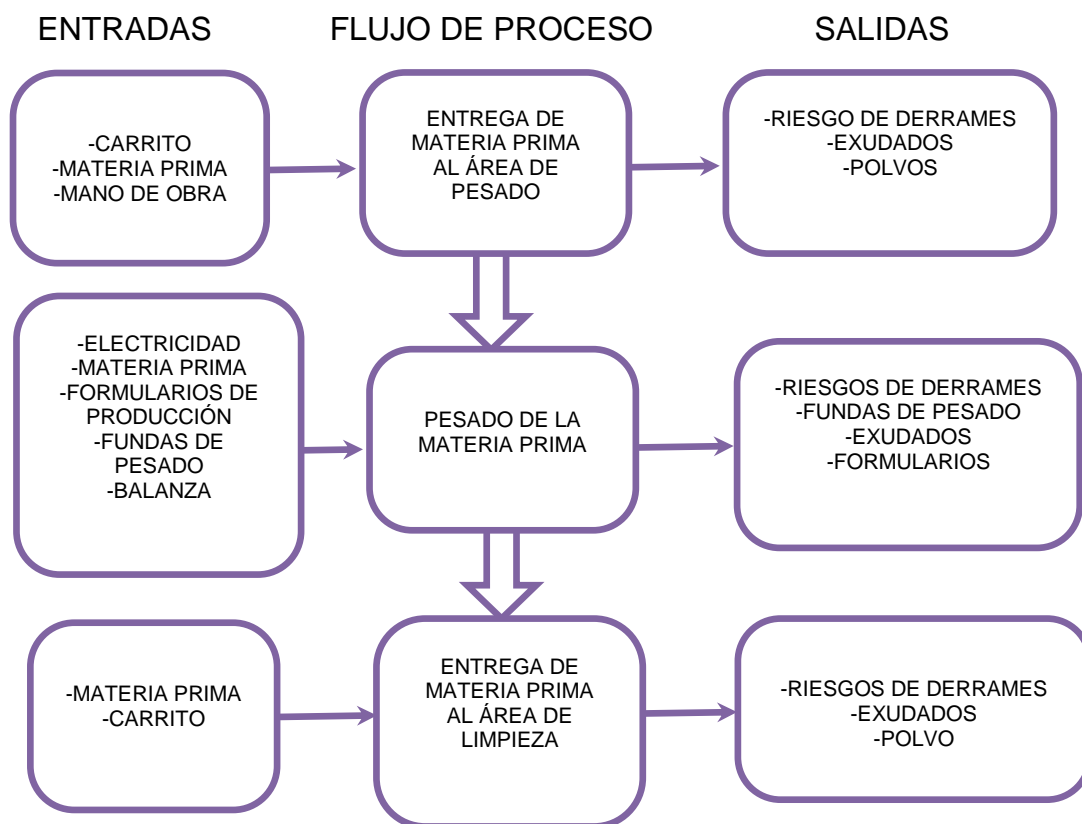 ENTRADAS
FLUJO DE PROCESO
SALIDAS
-CARRITO
-MATERIA PRIMA
-MANO DE OBRA
ENTREGA DE
MATERIA PRIMA
AL ÁREA DE
PESADO
-RIESGO DE DERRAMES
-EXUDADOS
-POLVOS
-ELECTRICIDAD
-MATERIA PRIMA
-FORMULARIOS DE
PRODUCCIÓN
-FUNDAS DE
PESADO
-BALANZA
PESADO DE LA
MATERIA PRIMA
-RIESGOS DE DERRAMES
-FUNDAS DE PESADO
-EXUDADOS
-FORMULARIOS
-MATERIA PRIMA
-CARRITO
ENTREGA DE
MATERIA PRIMA
AL ÁREA DE
LIMPIEZA
-RIESGOS DE DERRAMES
-EXUDADOS
-POLVO